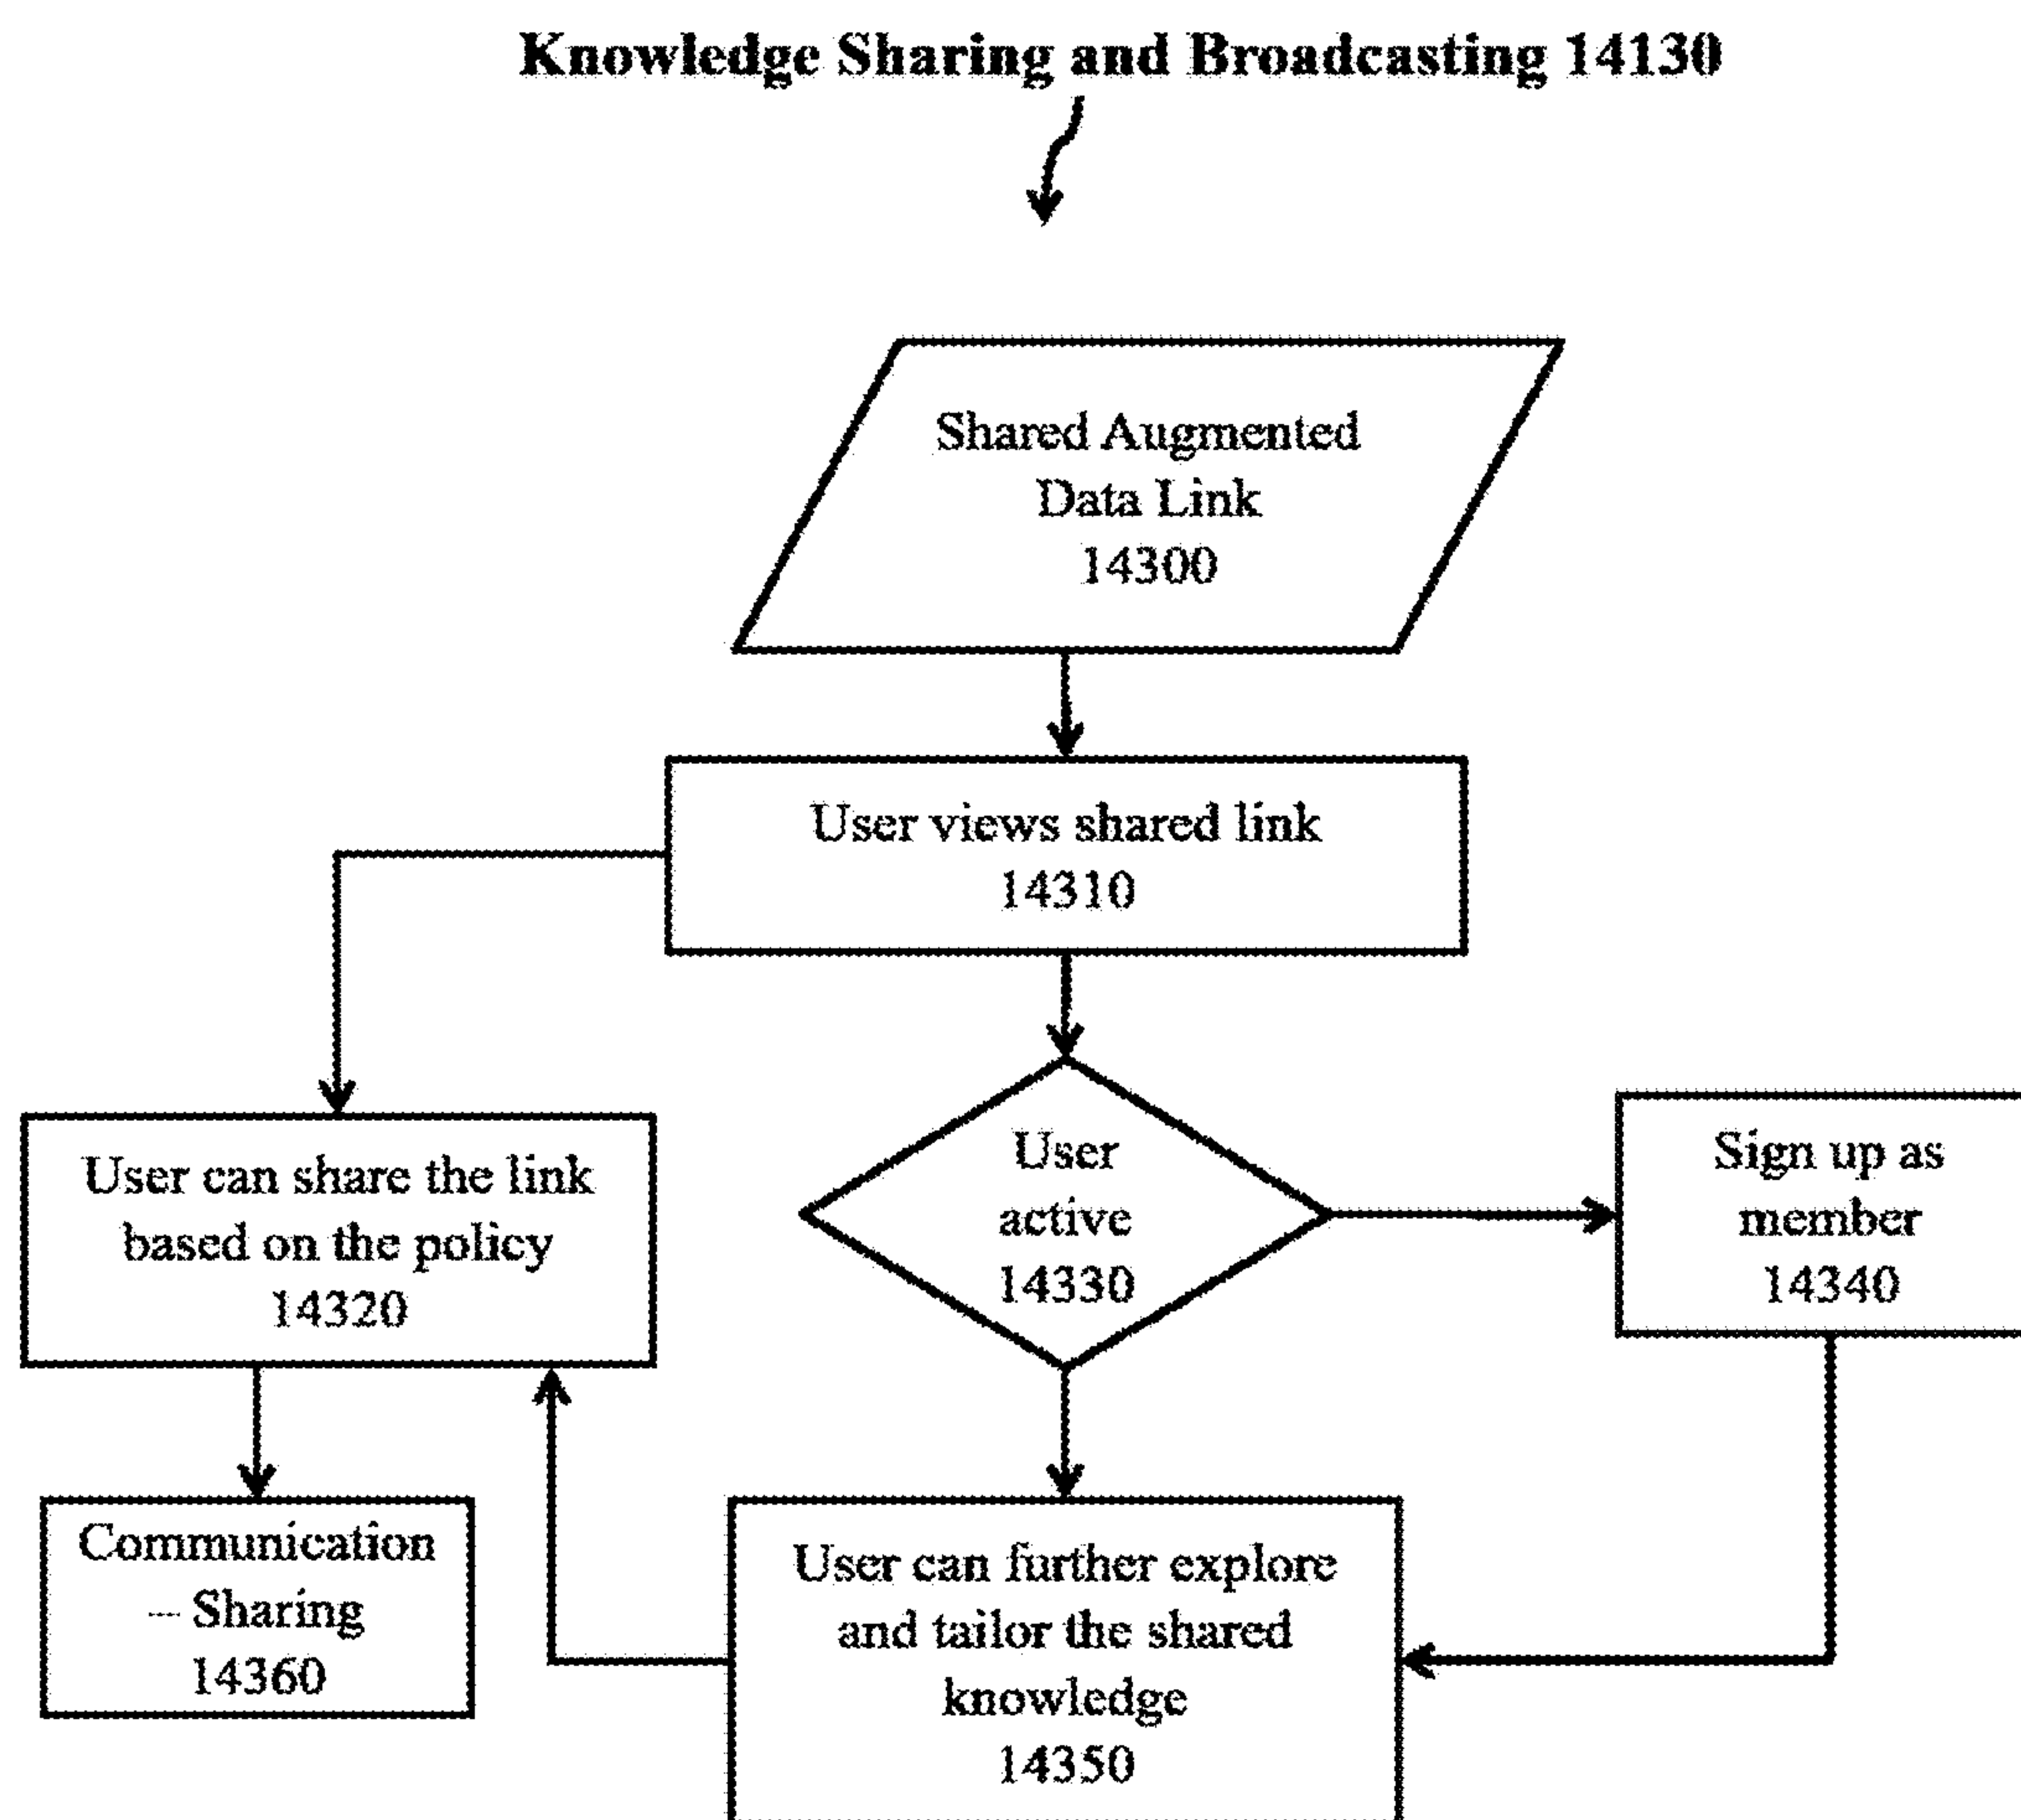 Knowledge Sharing and Broadcasting 14130
Shared Augmented
Data Link
14300
User views shared link
14310
User can share the link
based on the policy
14320
User
active
14330
Sign up as
member
14340
Communication
– Sharing
14360
User can further explore
and tailor the shared
knowledge
14350